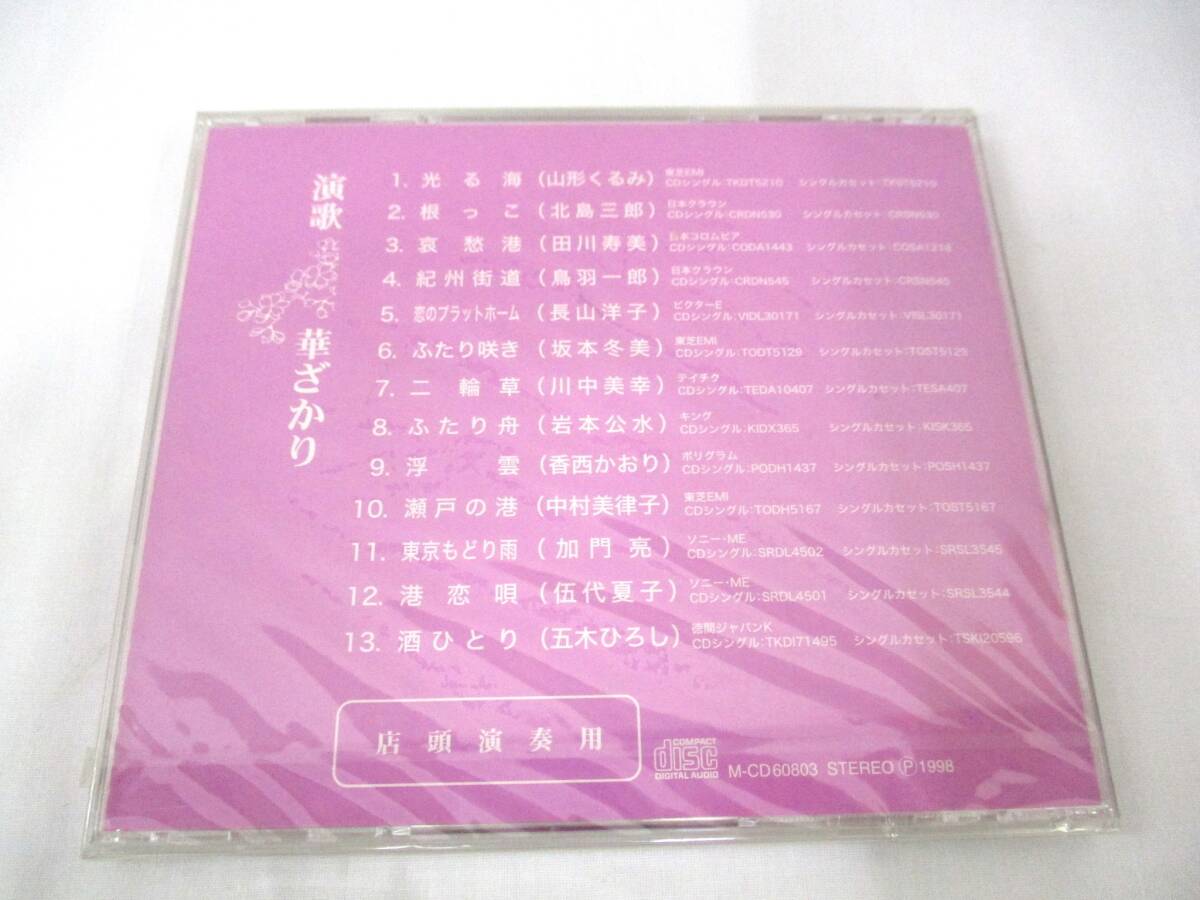 演歌
華ざかり
1. 光る海(山形くるみ) 東芝EMI
CDシングル:TKDT5210 シングルカセット:
2. 根っこ(北島三郎) 日本クラウン
CDシングル:CRDN530 シングルカセット:CRSN530
3. 哀愁港(田川寿美) 日本コロムビア
CDシングル:CODA1443 シングルカセット:COSA1218
4. 紀州街道(鳥羽一郎) 日本クラウン
CDシングル:CRDN545 シングルカセット:CRSN545
5. 恋のプラットホーム(長山洋子) ビクターE
CDシングル:VIDL30171 シングルカセット:VISL30171
6. ふたり咲き(坂本冬美) 東芝EMI
CDシングル:TODT5129 シングルカセット:TOST5129
7. 二輪草(川中美幸) テイチク
CDシングル:TEDA10407 シングルカセット:TESA407
8. ふたり舟(岩本公水) キング
CDシングル:KIDX365 シングルカセット:KISK365
9. 浮雲(香西かおり) ポリグラム
CDシングル:PODH1437 シングルカセット:POSH1437
10. 瀬戸の港(中村美律子) 東芝EMI
CDシングル:TODH5167 シングルカセット:TOST5167
11. 東京もどり雨(加門亮) ソニー・ME
CDシングル:SRDL4502 シングルカセット:SRSL3545
12. 港恋唄(伍代夏子) ソニー・ME
CDシングル:SRDL4501 シングルカセット:SRSL3544
13. 酒ひとり(五木ひろし) 徳間ジャパンK
CDシングル:TKDI71495 シングルカセット:TSKI20596
店頭演奏用
COMPACT
disc
DIGITAL AUDIO
M-CD60803 STEREO Ⓟ1998